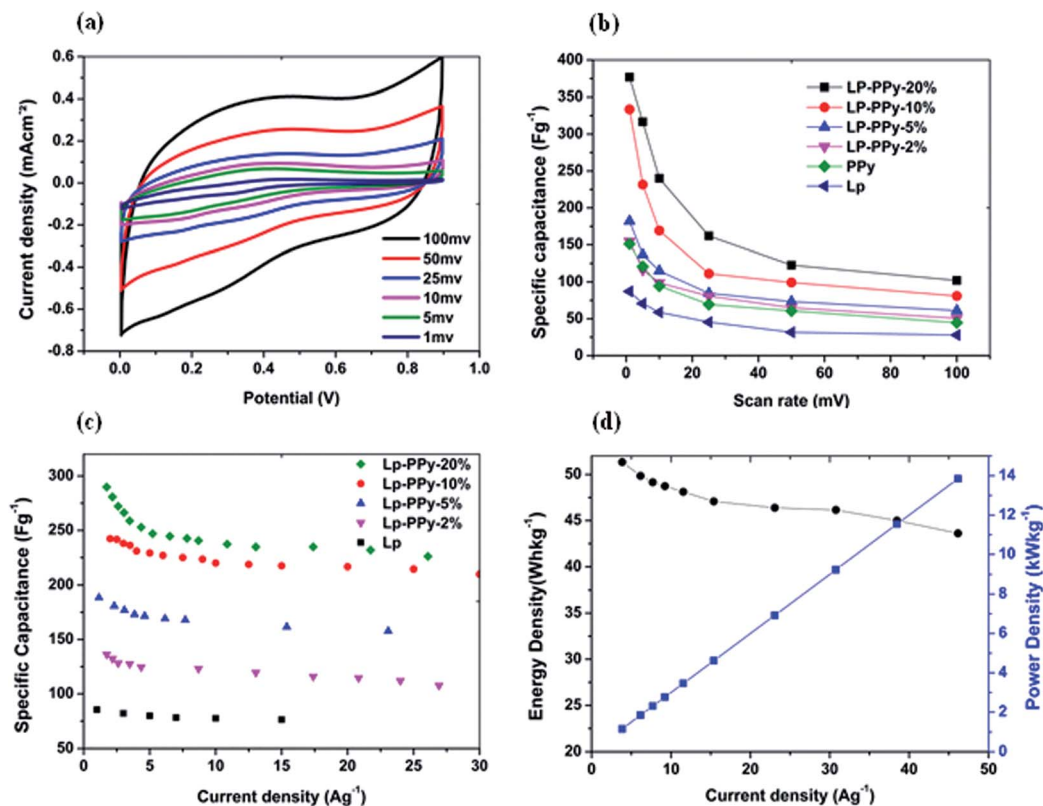 (a)
0.6
0.4
0.2
0.0
-0.2
-0.4
-0.6
-0.8
Current density (mAcm⁻²)
100mv
50mv
25mv
10mv
5mv
1mv
0.0 0.2 0.4 0.6 0.8 1.0
Potential (V)
(b)
400
350
300
250
200
150
100
50
0
Specific capacitance (Fg⁻¹)
LP-PPy-20%
LP-PPy-10%
LP-PPy-5%
LP-PPy-2%
PPy
Lp
0 20 40 60 80 100
Scan rate (mV)
(c)
300
250
200
150
100
50
Specific Capacitance (Fg⁻¹)
Lp-PPy-20%
Lp-PPy-10%
Lp-PPy-5%
Lp-PPy-2%
Lp
0 5 10 15 20 25 30
Current density (Ag⁻¹)
(d)
50
45
40
35
30
25
20
Energy Density(Whkg⁻¹)
14
12
10
8
6
4
2
0
Power Density (kWkg⁻¹)
0 10 20 30 40 50
Current density (Ag⁻¹)